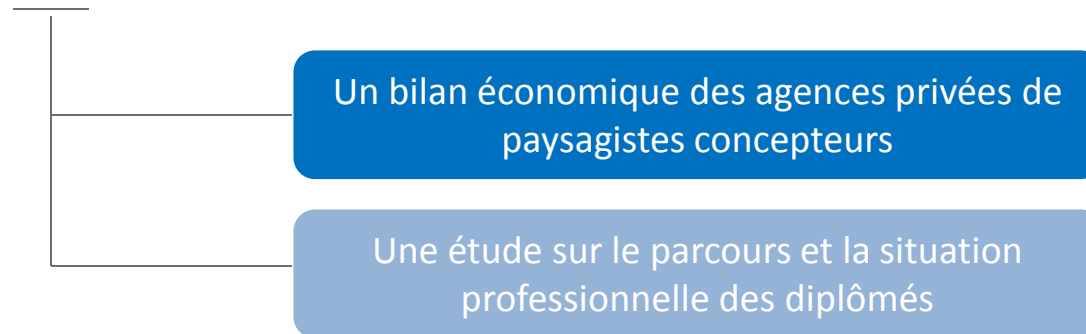 Un bilan économique des agences privées de
paysagistes concepteurs
Une étude sur le parcours et la situation
professionnelle des diplômés